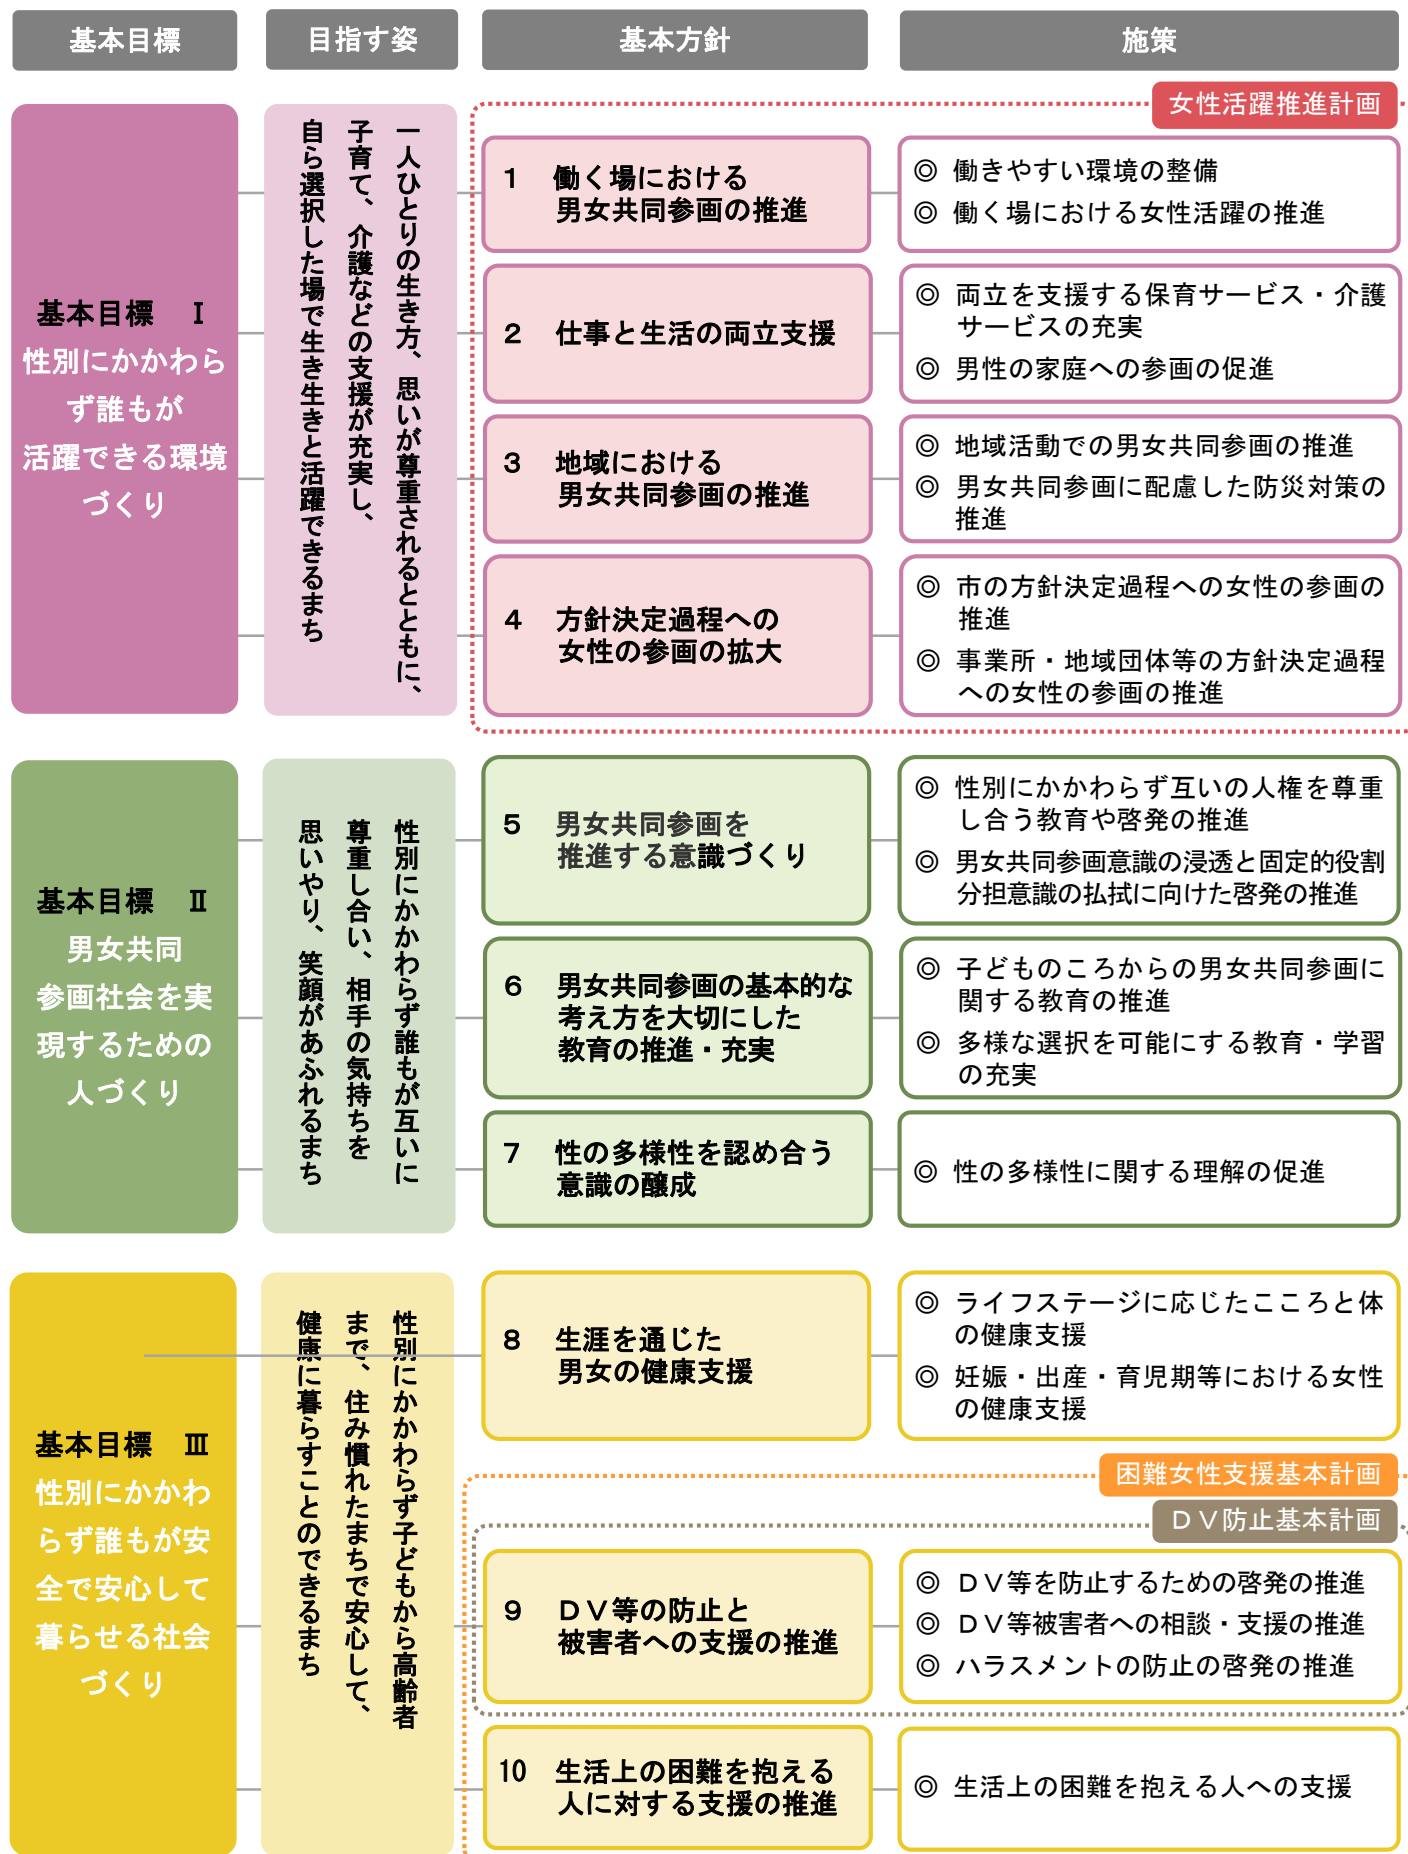 基本目標
目指す姿
基本方針
施策
基本目標　Ⅰ
性別にかかわら
ず誰もが
活躍できる環境
づくり
一人ひとりの生き方、思いが尊重されるとともに、
子育て、介護などの支援が充実し、
自ら選択した場で生き生きと活躍できるまち
女性活躍推進計画
1　働く場における
男女共同参画の推進
◎ 働きやすい環境の整備
◎ 働く場における女性活躍の推進
2　仕事と生活の両立支援
◎ 両立を支援する保育サービス・介護
サービスの充実
◎ 男性の家庭への参画の促進
3　地域における
男女共同参画の推進
◎ 地域活動での男女共同参画の推進
◎ 男女共同参画に配慮した防災対策の
推進
4　方針決定過程への
女性の参画の拡大
◎ 市の方針決定過程への女性の参画の
推進
◎ 事業所・地域団体等の方針決定過程
への女性の参画の推進
基本目標　Ⅱ
男女共同
参画社会を実
現するための
人づくり
性別にかかわらず誰もが互いに
尊重し合い、相手の気持ちを
思いやり、笑顔があふれるまち
5　男女共同参画を
推進する意識づくり
◎ 性別にかかわらず互いの人権を尊重
し合う教育や啓発の推進
◎ 男女共同参画意識の浸透と固定的役割
分担意識の払拭に向けた啓発の推進
6　男女共同参画の基本的な
考え方を大切にした
教育の推進・充実
◎ 子どものころからの男女共同参画に
関する教育の推進
◎ 多様な選択を可能にする教育・学習
の充実
7　性の多様性を認め合う
意識の醸成
◎ 性の多様性に関する理解の促進
基本目標　Ⅲ
性別にかかわ
らず誰もが安
全で安心して
暮らせる社会
づくり
性別にかかわらず子どもから高齢者
まで、住み慣れたまちで安心して、
健康に暮らすことのできるまち
8　生涯を通じた
男女の健康支援
◎ ライフステージに応じたこころと体
の健康支援
◎ 妊娠・出産・育児期等における女性
の健康支援
困難女性支援基本計画
ＤＶ防止基本計画
9　ＤＶ等の防止と
被害者への支援の推進
◎ ＤＶ等を防止するための啓発の推進
◎ ＤＶ等被害者への相談・支援の推進
◎ ハラスメントの防止の啓発の推進
10　生活上の困難を抱える
人に対する支援の推進
◎ 生活上の困難を抱える人への支援